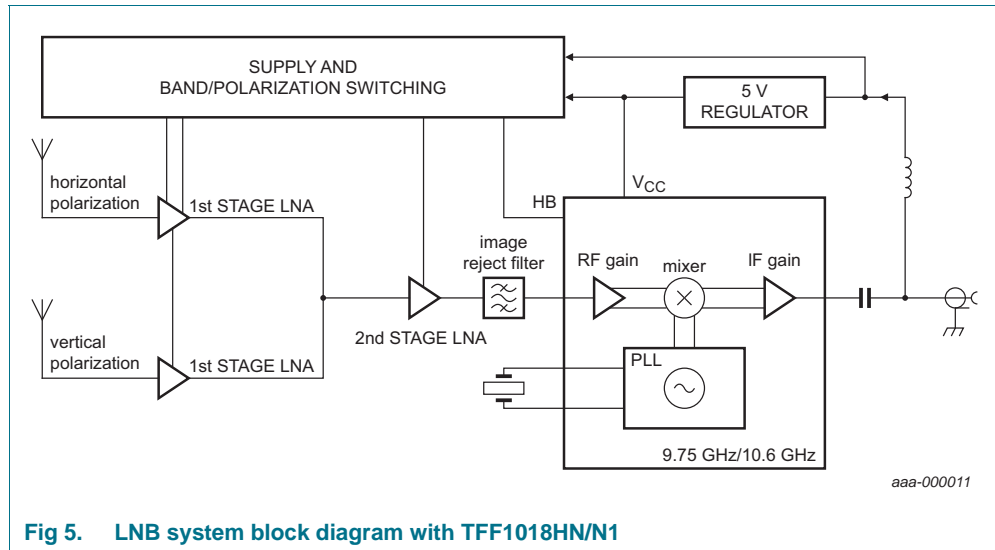 SUPPLY AND
BAND/POLARIZATION SWITCHING
5 V
REGULATOR
horizontal
polarization
1st STAGE LNA
HB
VCC
image
reject filter
RF gain
mixer
IF gain
2nd STAGE LNA
vertical
polarization
1st STAGE LNA
PLL
9.75 GHz/10.6 GHz
aaa-000011
Fig 5. LNB system block diagram with TFF1018HN/N1